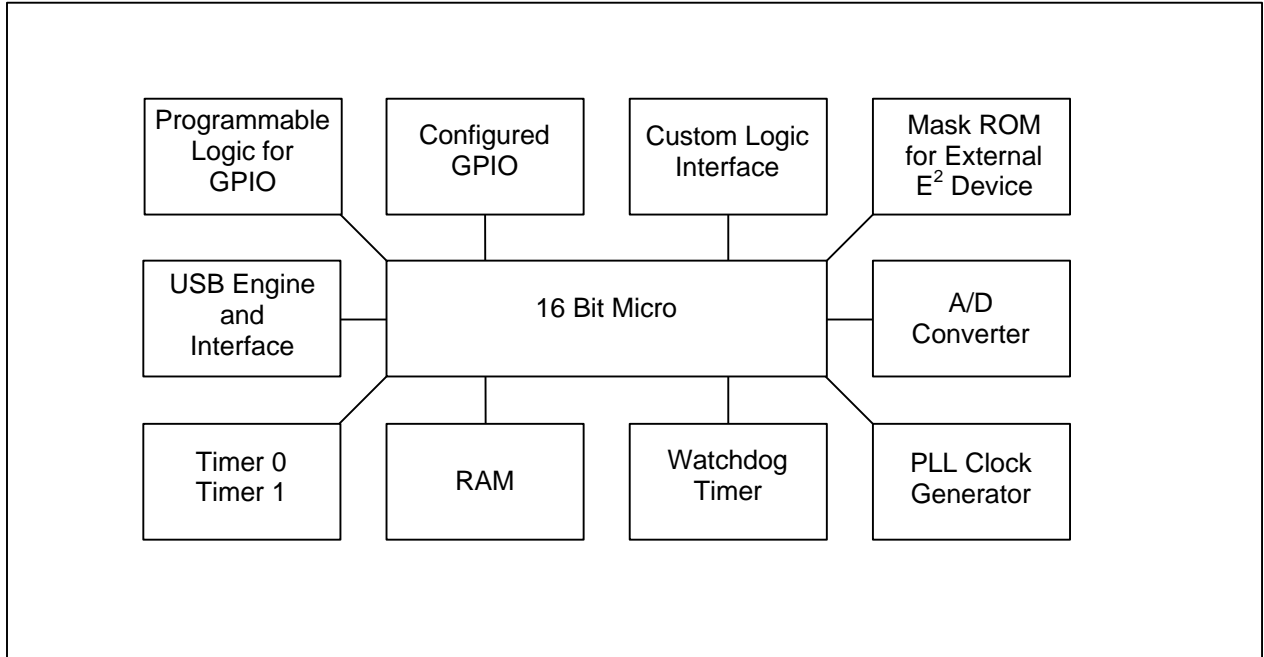 Programmable
Logic for
GPIO
Configured
GPIO
Custom Logic
Interface
Mask ROM
for External
E² Device
USB Engine
and
Interface
16 Bit Micro
A/D
Converter
Timer 0
Timer 1
RAM
Watchdog
Timer
PLL Clock
Generator